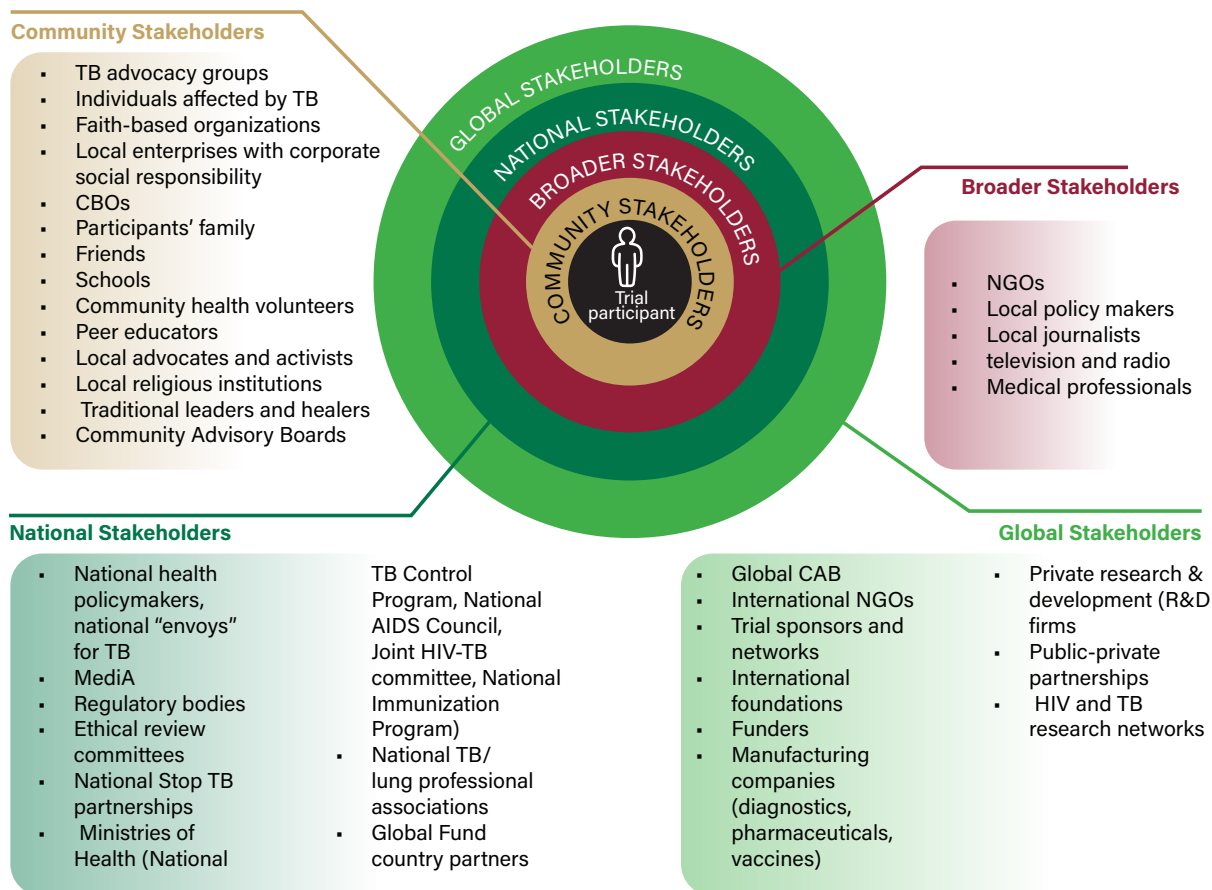 Community Stakeholders
▪ TB advocacy groups
▪ Individuals affected by TB
▪ Faith-based organizations
▪ Local enterprises with corporate
social responsibility
▪ CBOs
▪ Participants' family
▪ Friends
▪ Schools
▪ Community health volunteers
▪ Peer educators
▪ Local advocates and activists
▪ Local religious institutions
▪ Traditional leaders and healers
▪ Community Advisory Boards
GLOBAL STAKEHOLDERS
NATIONAL STAKEHOLDERS
BROADER STAKEHOLDERS
COMMUNITY STAKEHOLDERS
Trial
participant
Broader Stakeholders
▪ NGOs
▪ Local policy makers
▪ Local journalists
▪ television and radio
▪ Medical professionals
National Stakeholders
▪ National health
policymakers,
national “envoys”
for TB
▪ MediA
▪ Regulatory bodies
▪ Ethical review
committees
▪ National Stop TB
partnerships
▪ Ministries of
Health (National
TB Control
Program, National
AIDS Council,
Joint HIV-TB
committee, National
Immunization
Program)
▪ National TB/
lung professional
associations
▪ Global Fund
country partners
Global Stakeholders
▪ Global CAB
▪ International NGOs
▪ Trial sponsors and
networks
▪ International
foundations
▪ Funders
▪ Manufacturing
companies
(diagnostics,
pharmaceuticals,
vaccines)
▪ Private research &
development (R&D
firms
▪ Public-private
partnerships
▪ HIV and TB
research networks